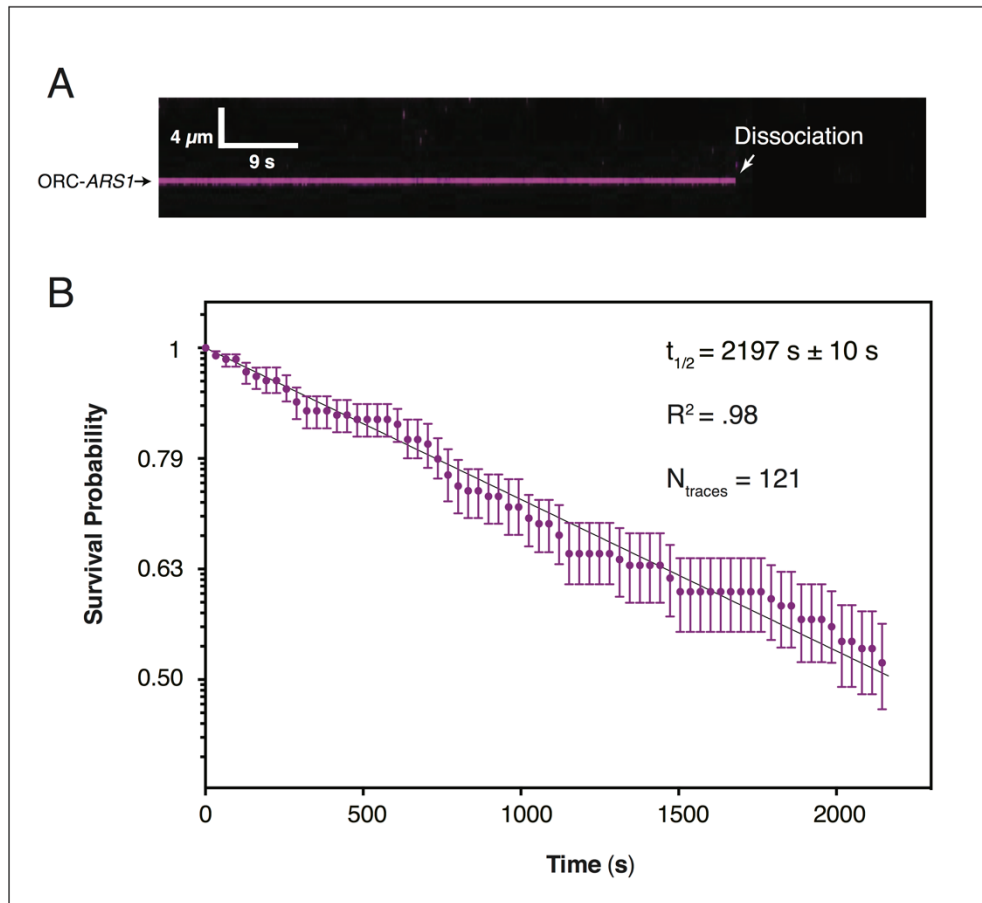 A
4 μm
9 s
Dissociation
ORC-ARS1
B
t1/2 = 2197 s ± 10 s
R2 = .98
Ntraces = 121
Survival Probability
1
0.79
0.63
0.50
0 500 1000 1500 2000
Time (s)